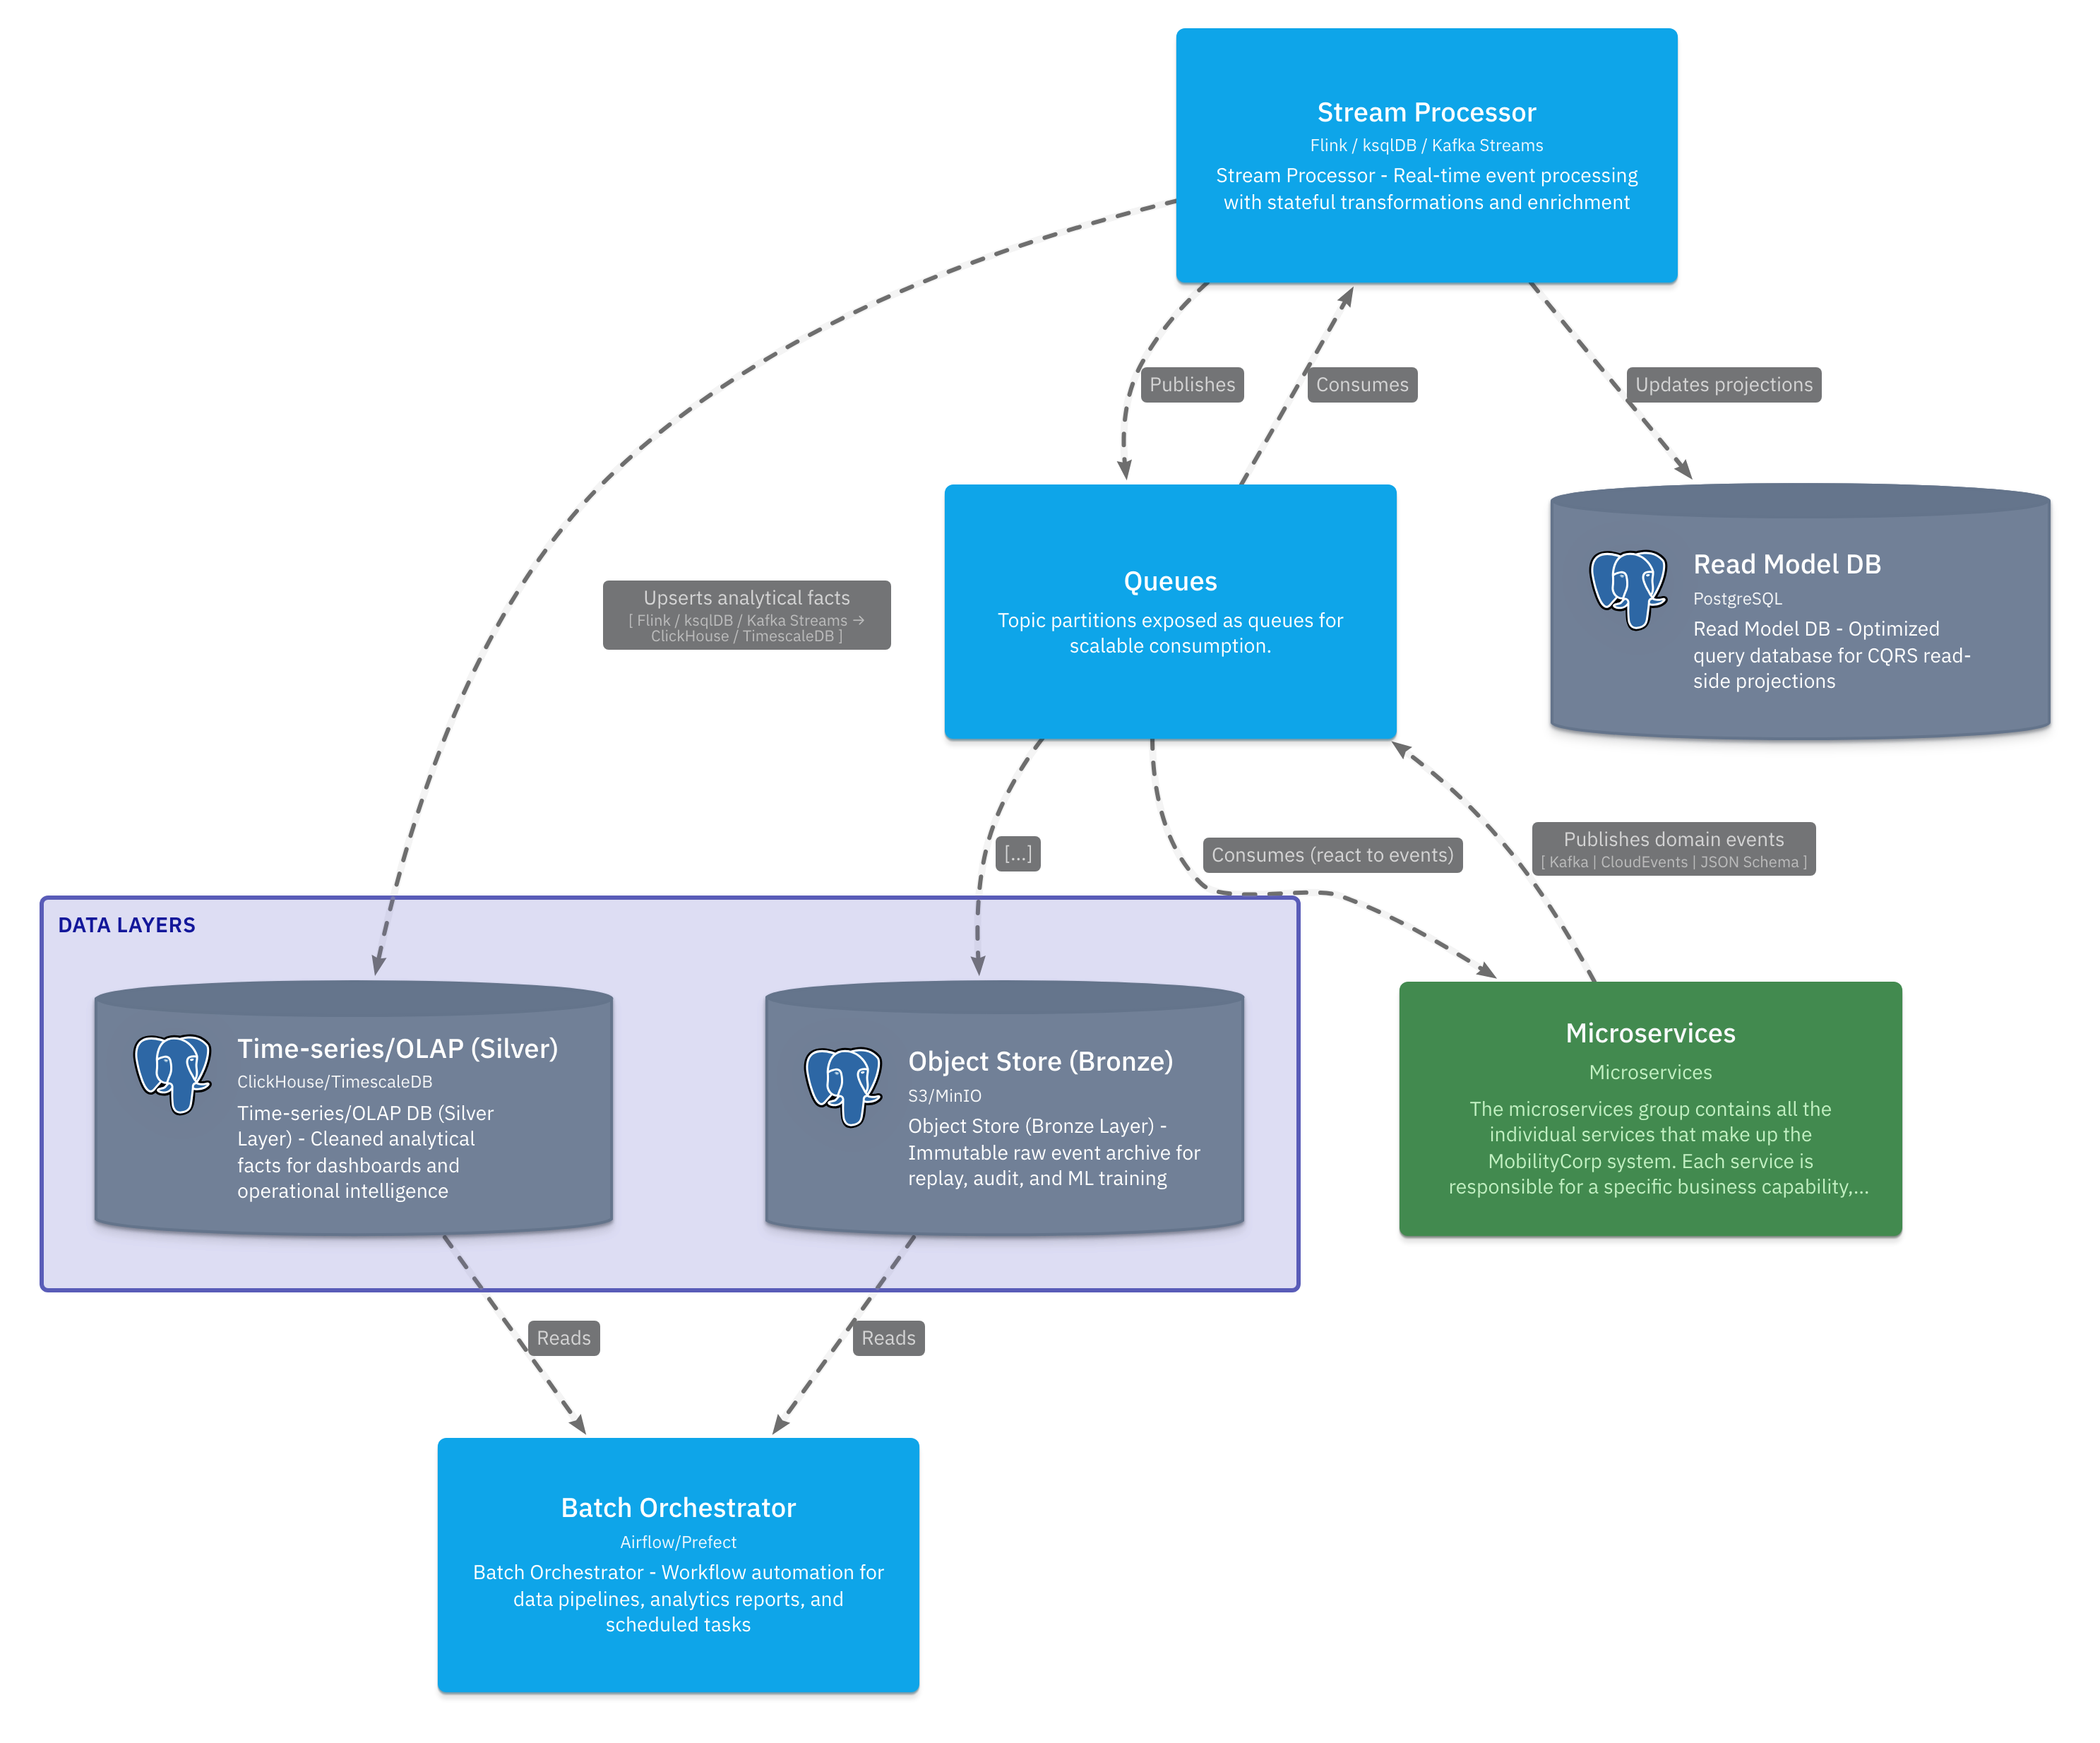 Stream Processor
Flink / ksqlDB / Kafka Streams
Stream Processor - Real-time event processing
with stateful transformations and enrichment
Publishes
Consumes
Updates projections
Queues
Topic partitions exposed as queues for
scalable consumption.
Read Model DB
PostgreSQL
Read Model DB - Optimized
query database for CQRS read-
side projections
Upserts analytical facts
[ Flink / ksqlDB / Kafka Streams →
ClickHouse / TimescaleDB ]
[...]
Consumes (react to events)
Publishes domain events
[ Kafka | CloudEvents | JSON Schema ]
DATA LAYERS
Time-series/OLAP (Silver)
ClickHouse/TimescaleDB
Time-series/OLAP DB (Silver
Layer) - Cleaned analytical
facts for dashboards and
operational intelligence
Object Store (Bronze)
S3/MinIO
Object Store (Bronze Layer) -
Immutable raw event archive for
replay, audit, and ML training
Microservices
Microservices
The microservices group contains all the
individual services that make up the
MobilityCorp system. Each service is
responsible for a specific business capability,...
Reads
Reads
Batch Orchestrator
Airflow/Prefect
Batch Orchestrator - Workflow automation for
data pipelines, analytics reports, and
scheduled tasks